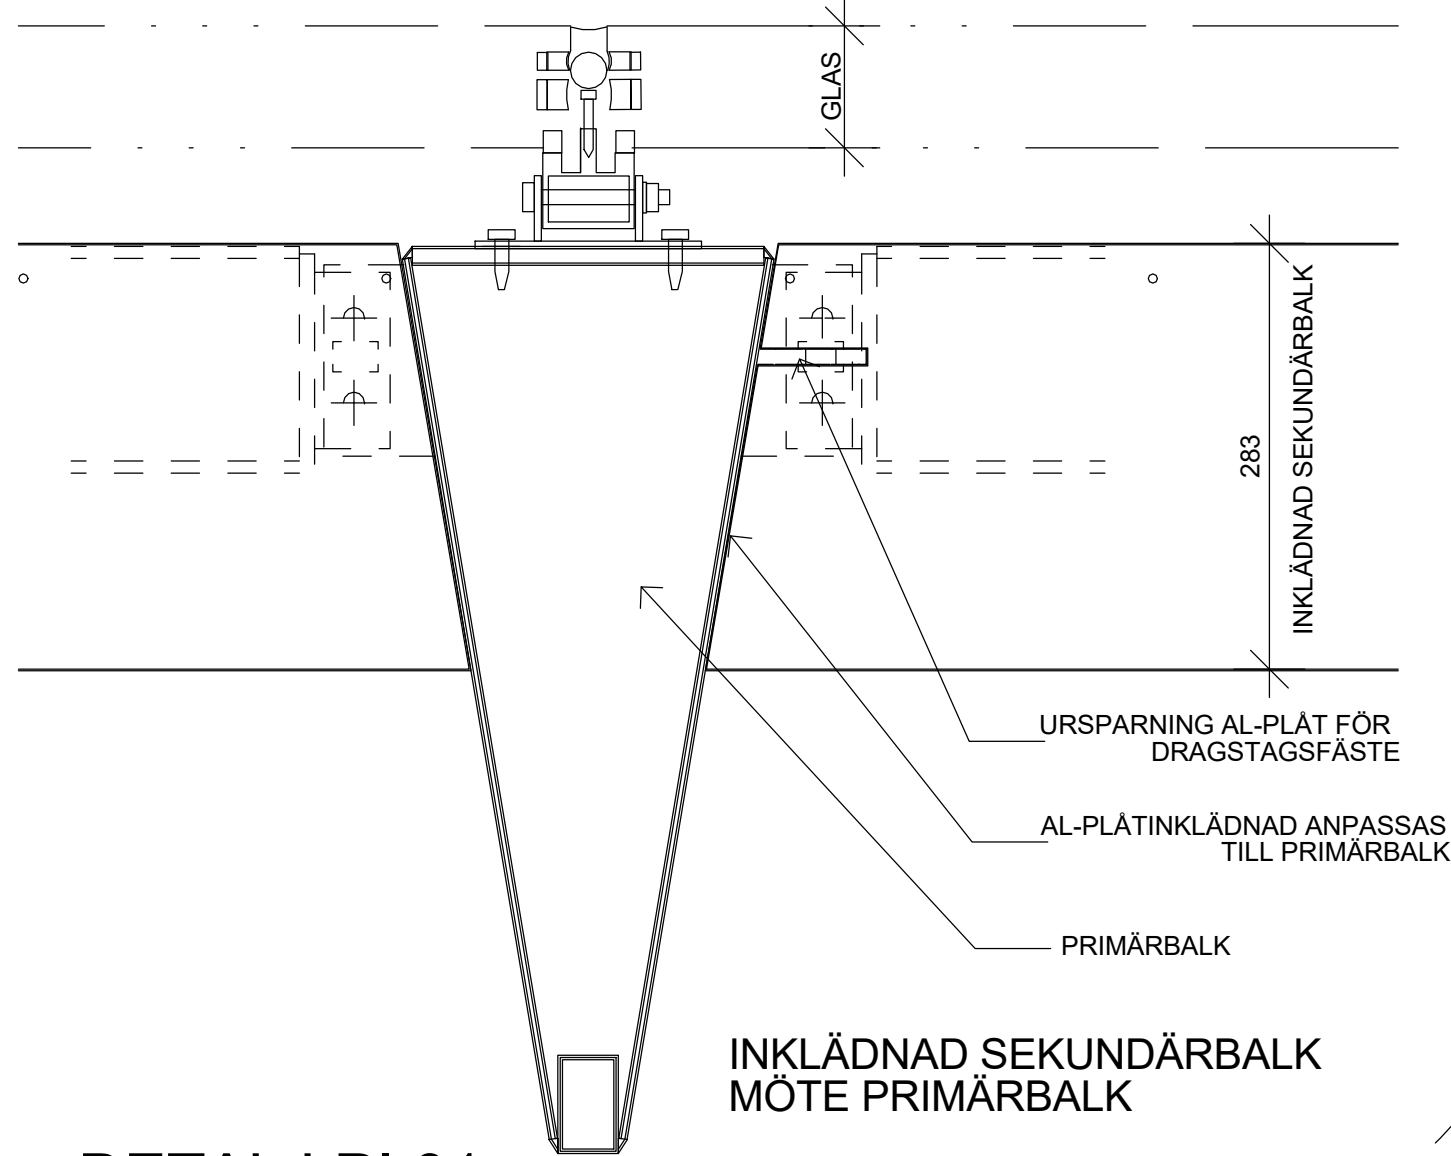 GLAS
INKLÄDNAD SEKUNDÄRBALK
283
URSPARNING AL-PLÅT FÖR
DRAGSTAGSFÄSTE
AL-PLÅTINKLÄDNAD ANPASSAS
TILL PRIMÄRBALK
PRIMÄRBALK
INKLÄDNAD SEKUNDÄRBALK
MÖTE PRIMÄRBALK